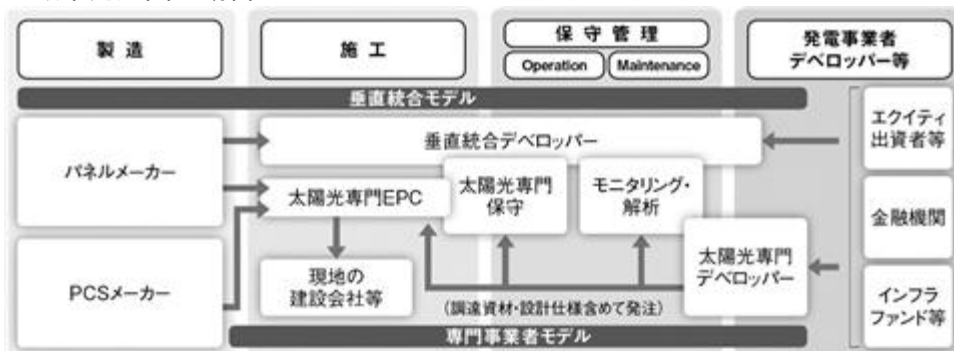 製造
施工
保守管理
Operation
Maintenance
発電事業者
デベロッパー等
垂直統合モデル
パネルメーカー
PCSメーカー
垂直統合デベロッパー
太陽光専門EPC
太陽光専門
保守
モニタリング・
解析
現地の
建設会社等
太陽光専門
デベロッパー
(調達資材・設計仕様含めて発注)
エクイティ
出資者等
金融機関
インフラ
ファンド等
専門事業者モデル